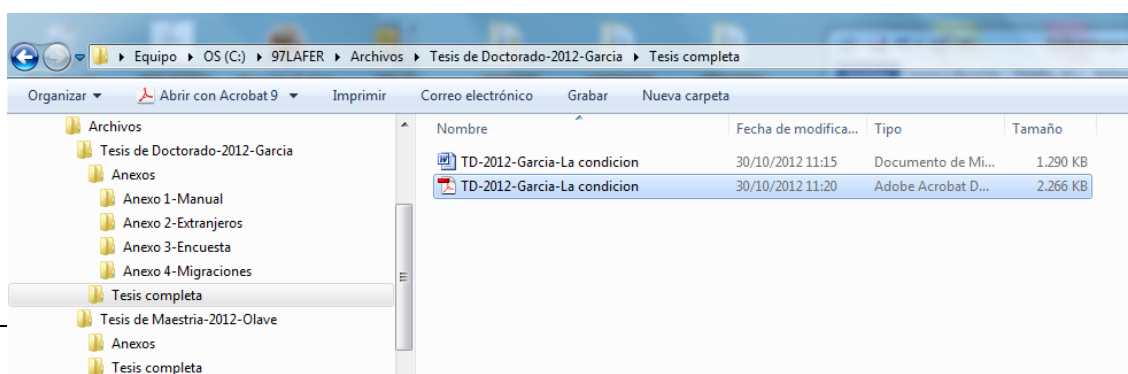 Equipo ▸ OS (C:) ▸ 97LAFER ▸ Archivos ▸ Tesis de Doctorado-2012-Garcia ▸ Tesis completa
Organizar Abrir con Acrobat 9 Imprimir Correo electrónico Grabar Nueva carpeta
Archivos
Tesis de Doctorado-2012-Garcia
Anexos
Anexo 1-Manual
Anexo 2-Extranjeros
Anexo 3-Encuesta
Anexo 4-Migraciones
Tesis completa
Tesis de Maestria-2012-Olave
Anexos
Tesis completa
Nombre Fecha de modifica... Tipo Tamaño
TD-2012-Garcia-La condicion 30/10/2012 11:15 Documento de Mi... 1.290 KB
TD-2012-Garcia-La condicion 30/10/2012 11:20 Adobe Acrobat D... 2.266 KB